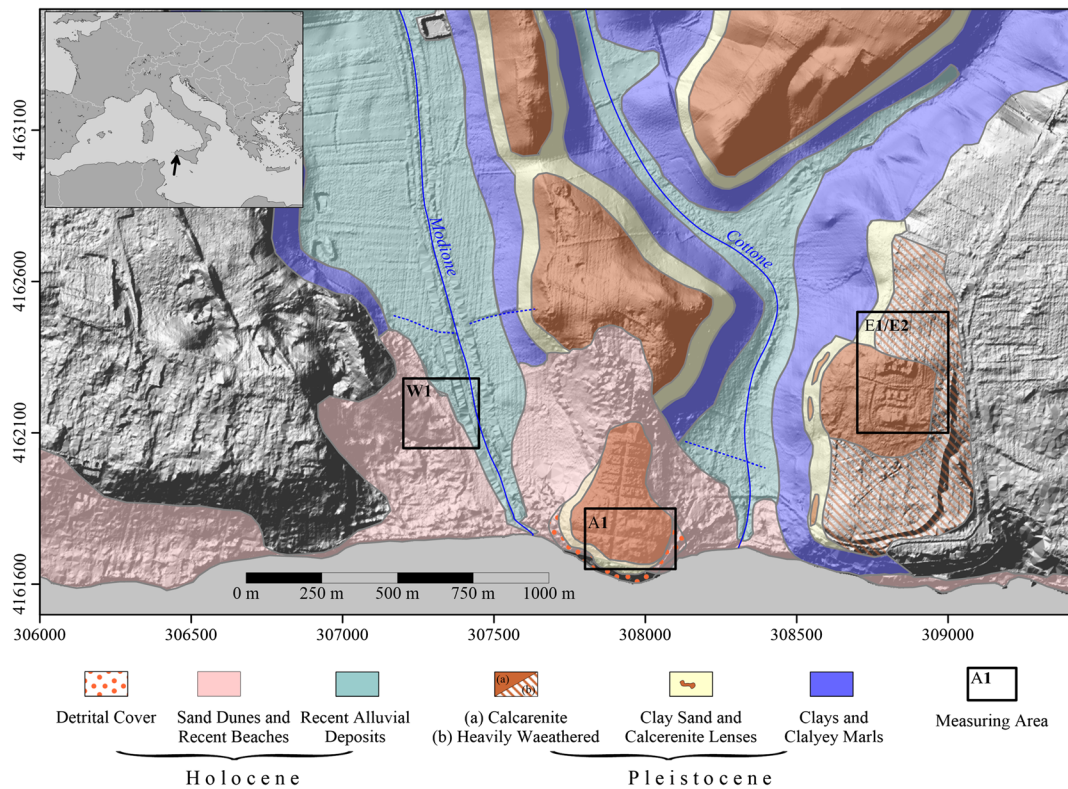 4163100
4162600
4162100
4161600
Modione
Cottone
W1
A1
E1/E2
0 m
250 m
500 m
750 m
1000 m
306000
306500
307000
307500
308000
308500
309000
(a)
(b)
A1
Detrital Cover
Sand Dunes and
Recent Beaches
Recent Alluvial
Deposits
(a) Calcarenite
(b) Heavily Waeathered
Clay Sand and
Calcerenite Lenses
Clays and
Clalyey Marls
Measuring Area
Holocene
Pleistocene